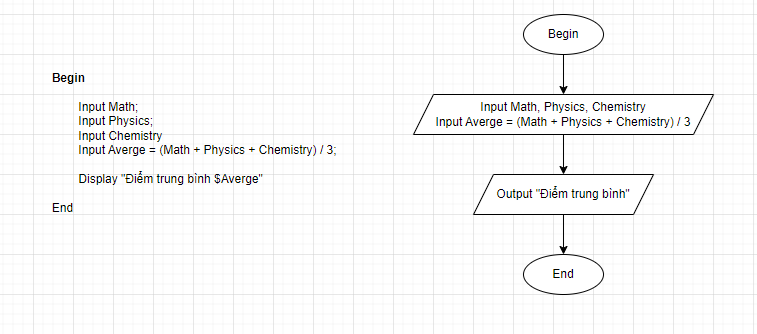 Begin
Input Math;
Input Physics;
Input Chemistry
Input Averge = (Math + Physics + Chemistry) / 3;
Display "Điểm trung bình $Averge"
End
Begin
Input Math, Physics, Chemistry
Input Averge = (Math + Physics + Chemistry) / 3
Output "Điểm trung bình"
End